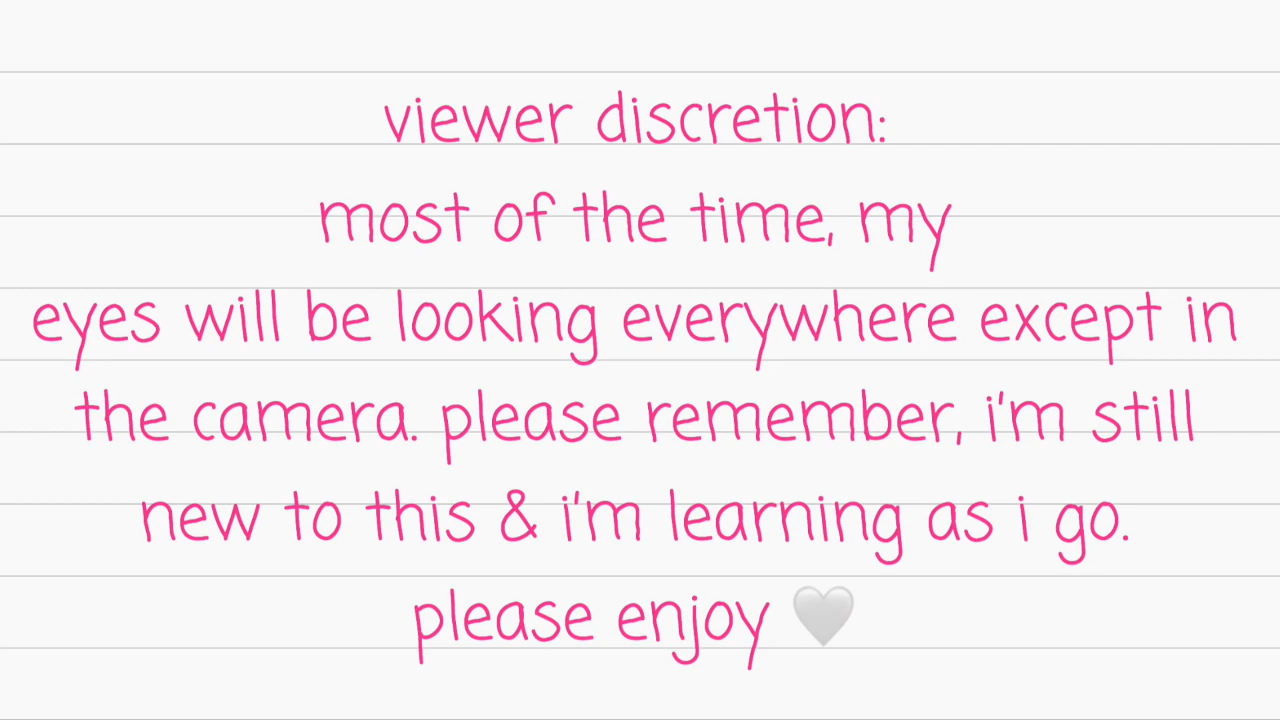 viewer discretion:
most of the time, my
eyes will be looking everywhere except in
the camera. please remember, i'm still
new to this & i'm learning as i go.
please enjoy 🤍